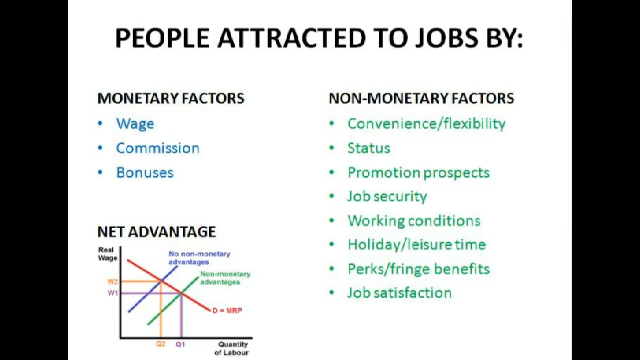 PEOPLE ATTRACTED TO JOBS BY:
MONETARY FACTORS
• Wage
• Commission
• Bonuses
NON-MONETARY FACTORS
• Convenience/flexibility
• Status
• Promotion prospects
• Job security
• Working conditions
• Holiday/leisure time
• Perks/fringe benefits
• Job satisfaction
NET ADVANTAGE
Real
Wage
No non-monetary
advantages
Non-monetary
advantages
W2
W1
D = MRP
Q2
Q1
Quantity
of Labour